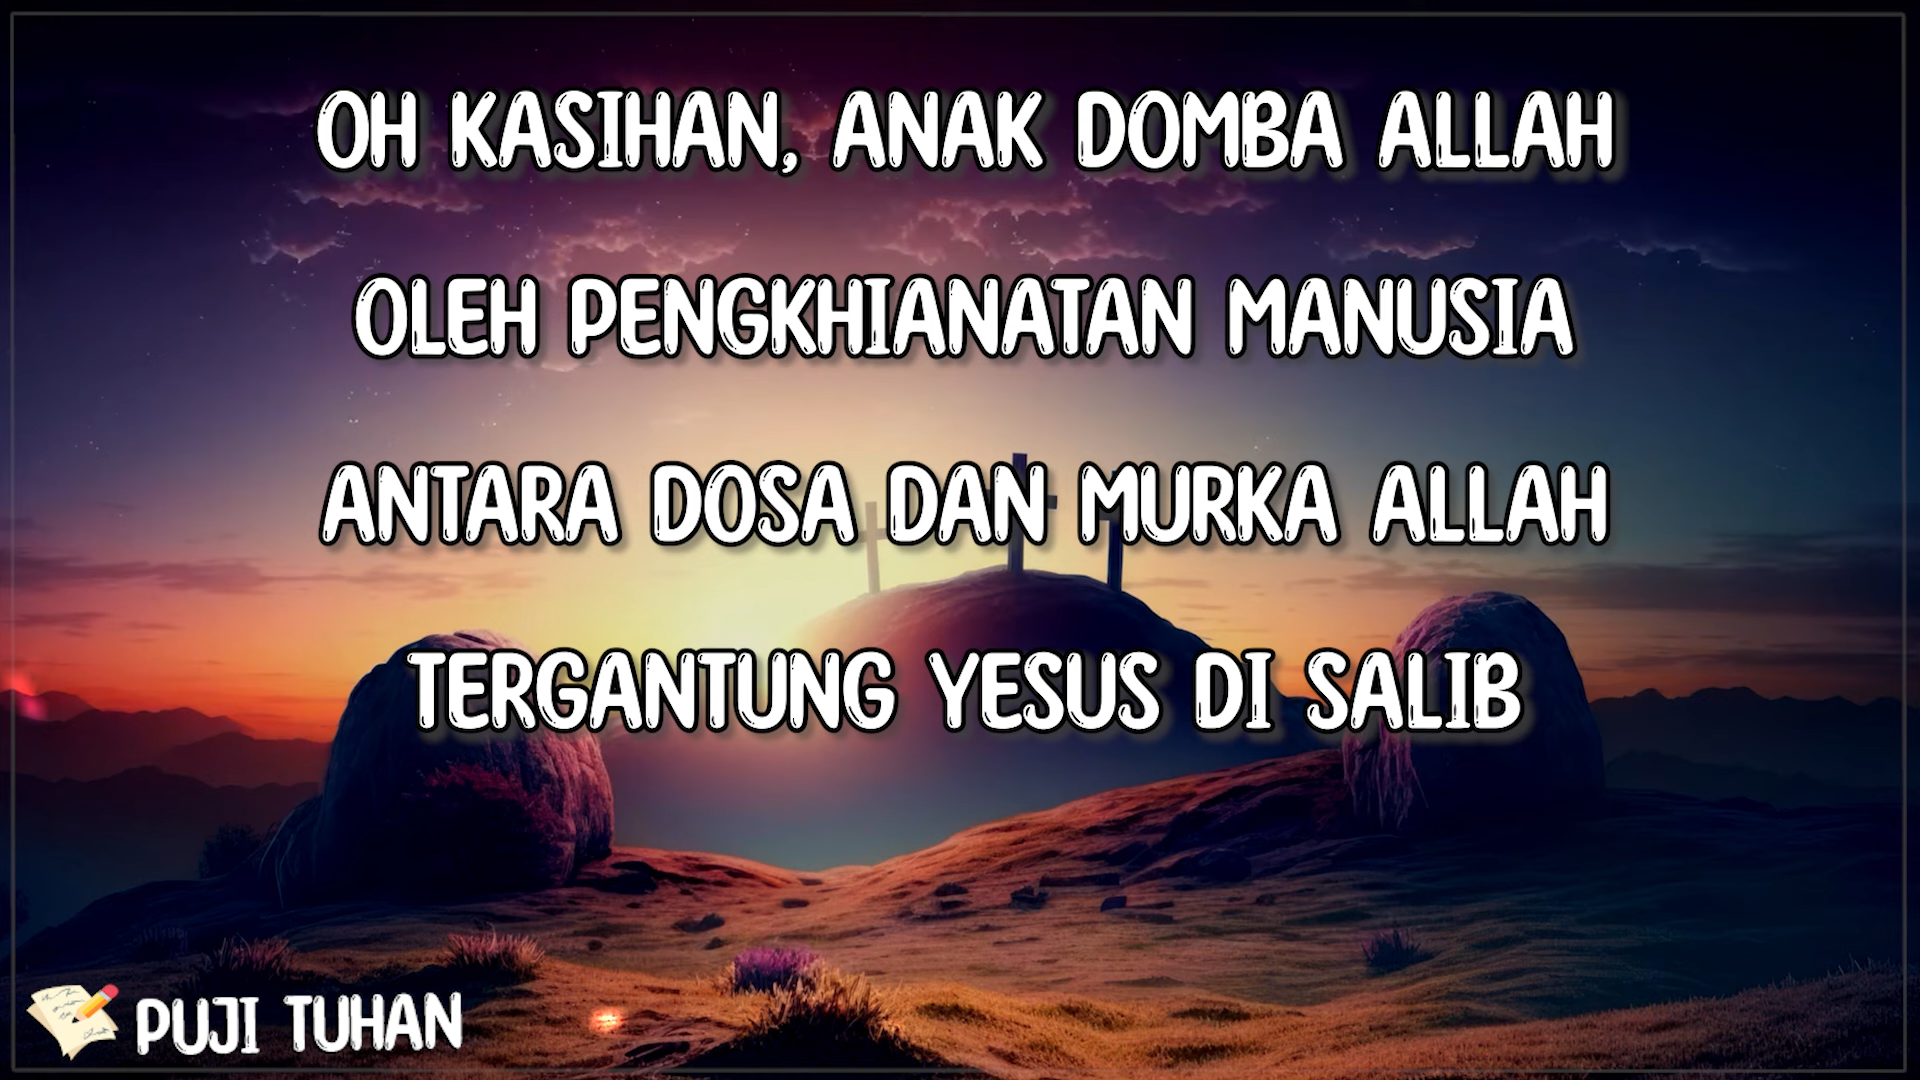 OH KASIHAN, ANAK DOMBA ALLAH
OLEH PENGKHIANATAN MANUSIA
ANTARA DOSA DAN MURKA ALLAH
TERGANTUNG YESUS DI SALIB
PUJI TUHAN